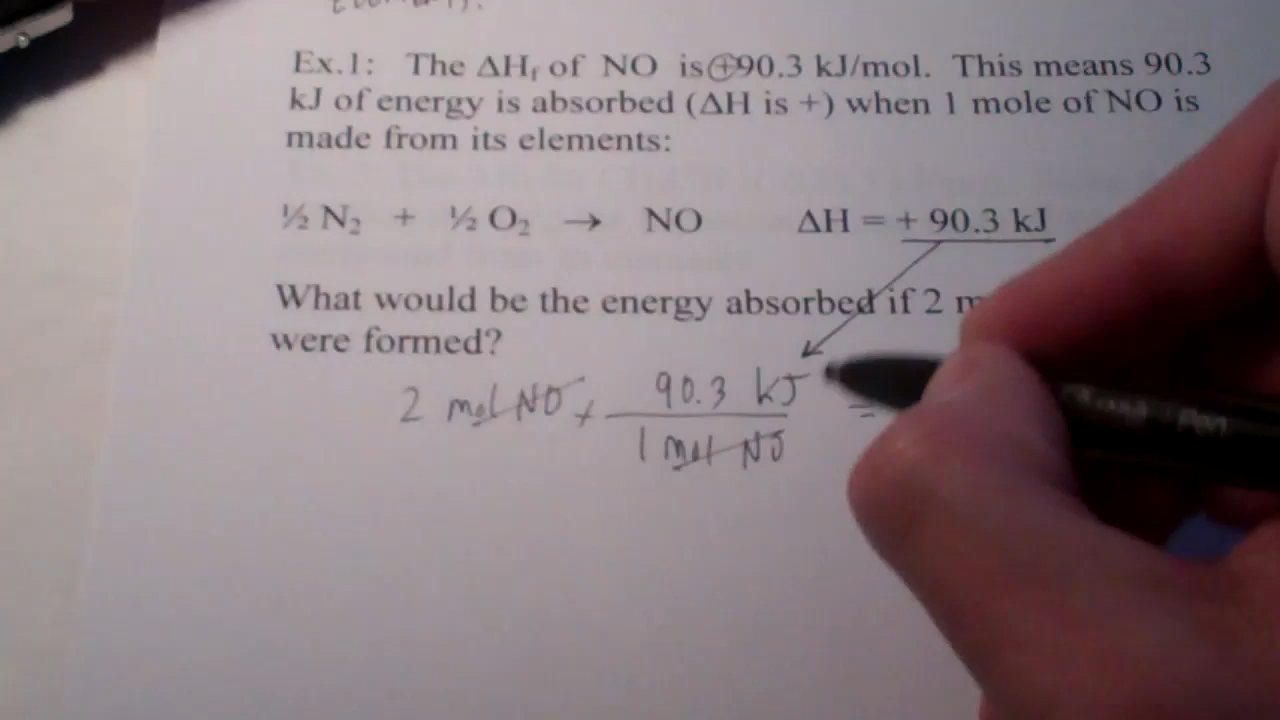 Ex.1: The ΔHf of NO is +90.3 kJ/mol. This means 90.3
kJ of energy is absorbed (ΔH is +) when 1 mole of NO is
made from its elements:
½ N₂ + ½ O₂ → NO ΔH = + 90.3 kJ
What would be the energy absorbed if 2
were formed?
2 mol NO x 90.3 kJ =
1 mol NO